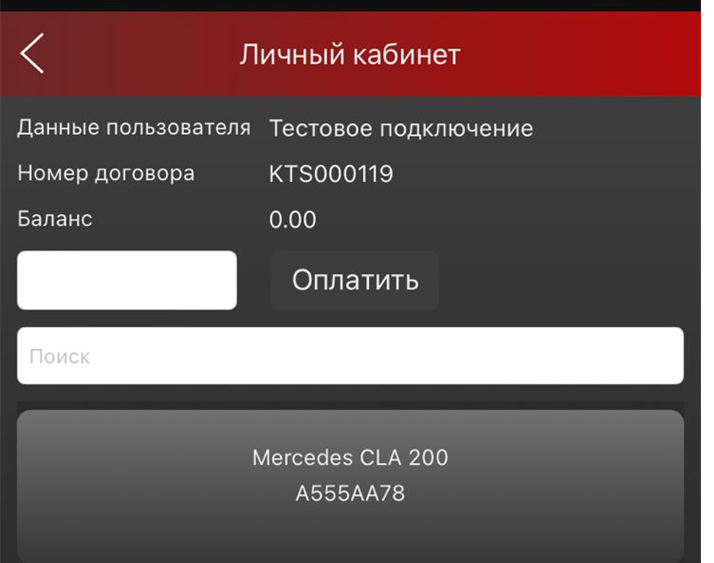 Личный кабинет
Данные пользователя Тестовое подключение
Номер договора KTS000119
Баланс 0.00
Оплатить
Поиск
Mercedes CLA 200
A555AA78